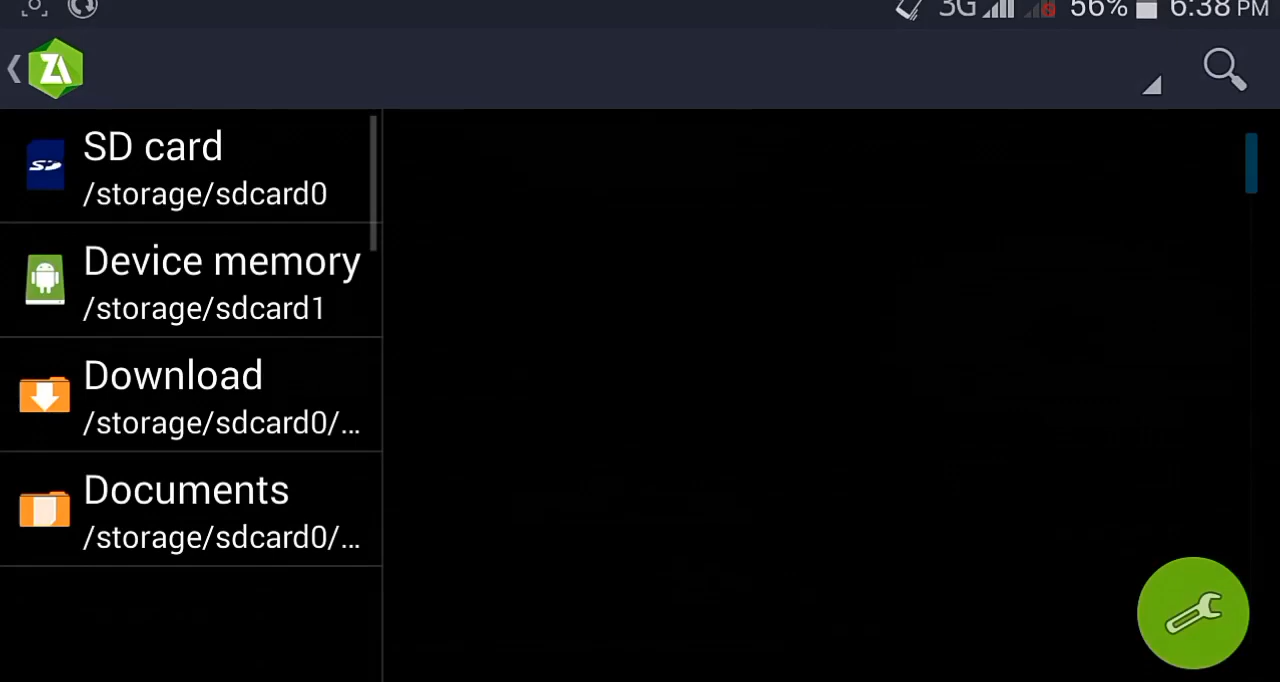 3G 56% 6:38 PM
ZA
SD card
/storage/sdcard0
Device memory
/storage/sdcard1
Download
/storage/sdcard0/...
Documents
/storage/sdcard0/...